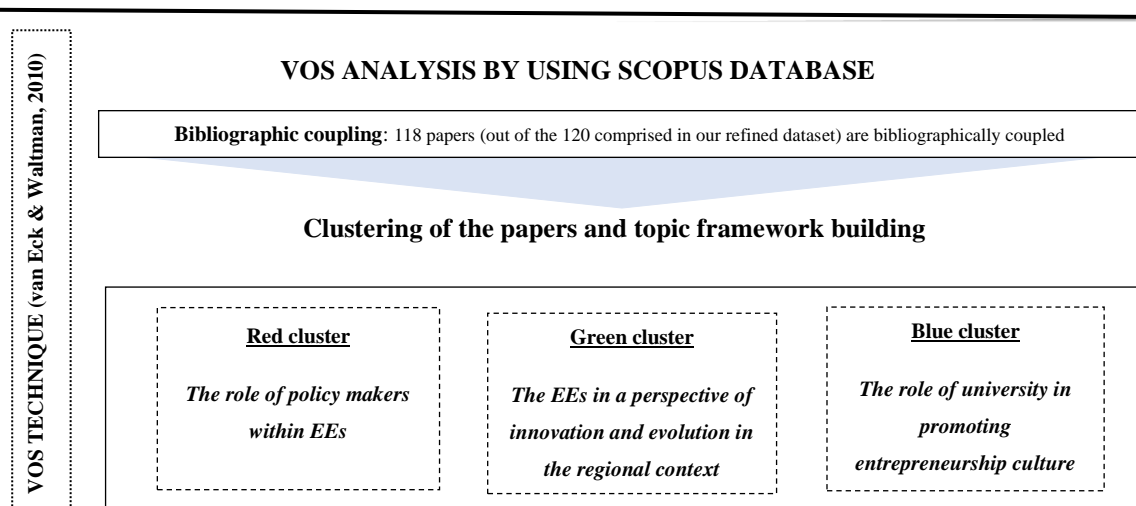 VOS TECHNIQUE (van Eck & Waltman, 2010)
VOS ANALYSIS BY USING SCOPUS DATABASE
Bibliographic coupling: 118 papers (out of the 120 comprised in our refined dataset) are bibliographically coupled
Clustering of the papers and topic framework building
Red cluster
The role of policy makers
within EEs
Green cluster
The EEs in a perspective of
innovation and evolution in
the regional context
Blue cluster
The role of university in
promoting
entrepreneurship culture